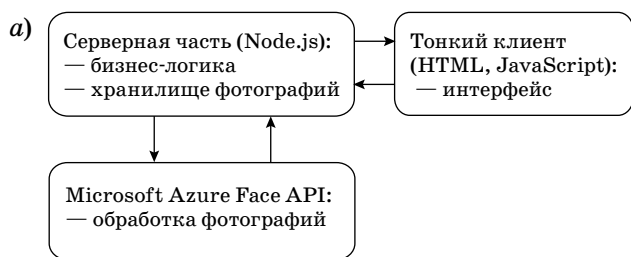 а)
Серверная часть (Node.js):
— бизнес-логика
— хранилище фотографий
Тонкий клиент
(HTML, JavaScript):
— интерфейс
Microsoft Azure Face API:
— обработка фотографий